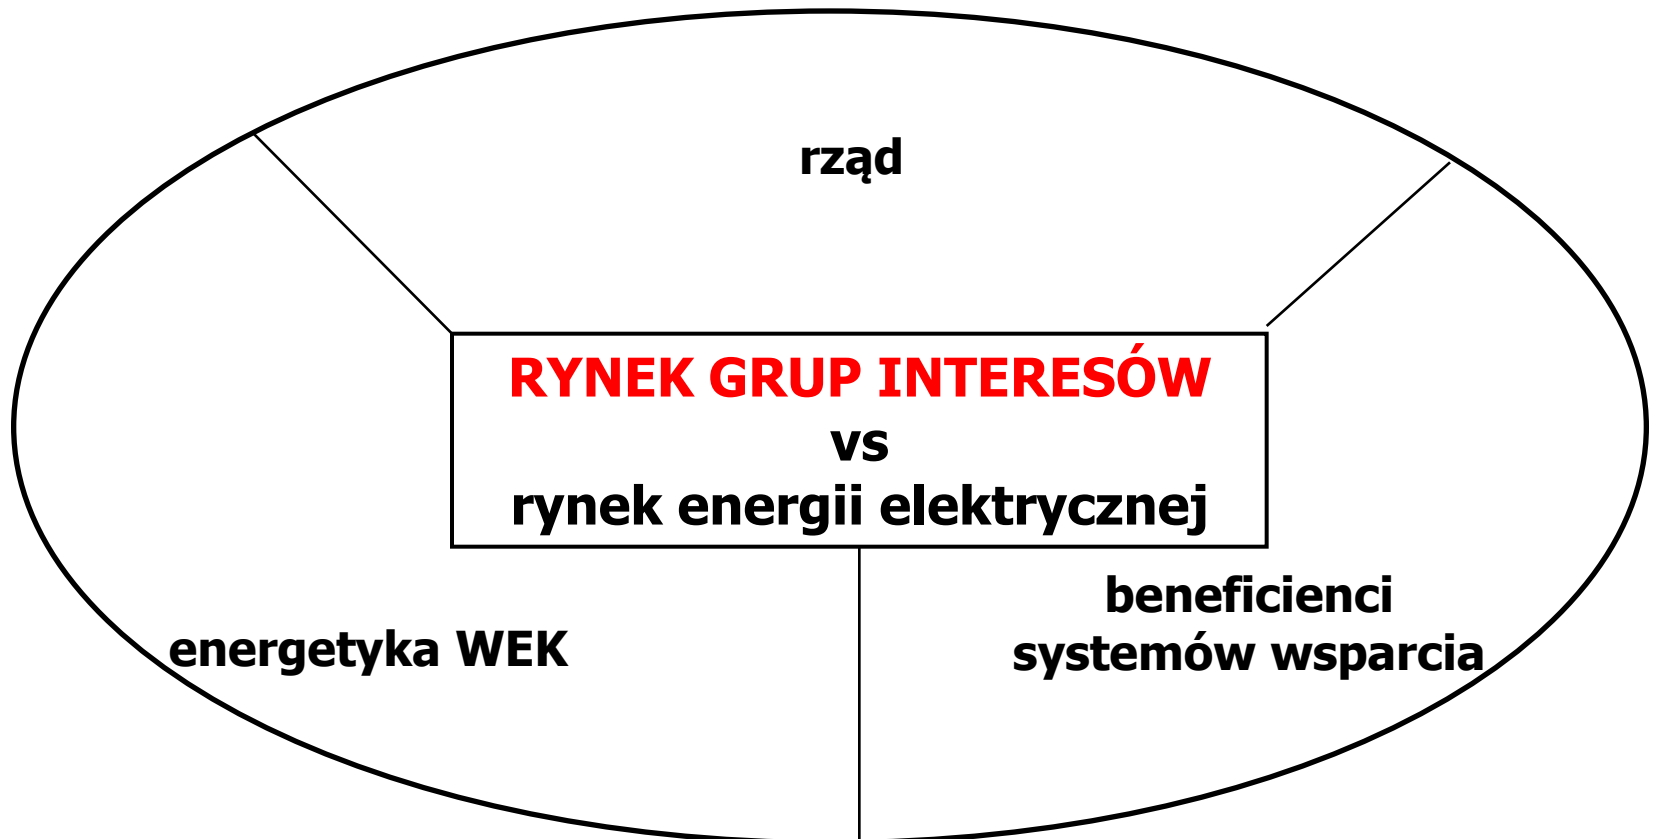 rząd
RYNEK GRUP INTERESÓW
vs
rynek energii elektrycznej
energetyka WEK
beneficienci
systemów wsparcia